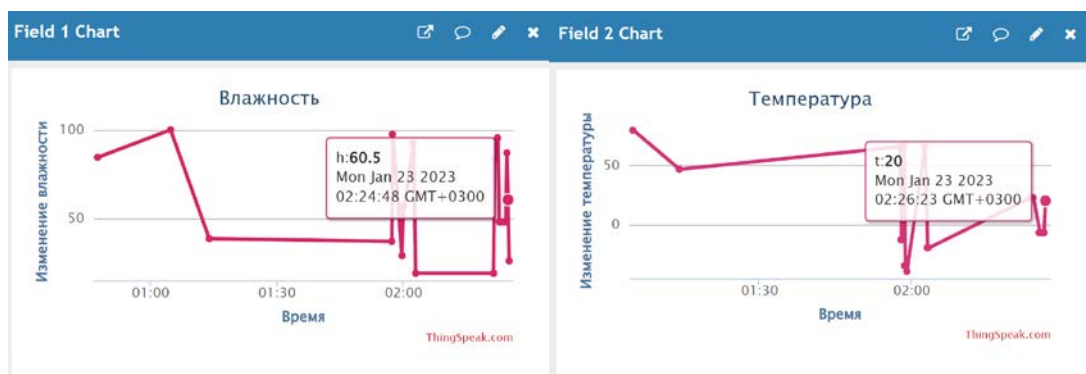 Field 1 Chart
Влажность
Изменение влажности
100
50
h:60.5
Mon Jan 23 2023
02:24:48 GMT+0300
01:00
01:30
02:00
Время
ThingSpeak.com
Field 2 Chart
Температура
Изменение температуры
50
0
t:20
Mon Jan 23 2023
02:26:23 GMT+0300
01:30
02:00
Время
ThingSpeak.com